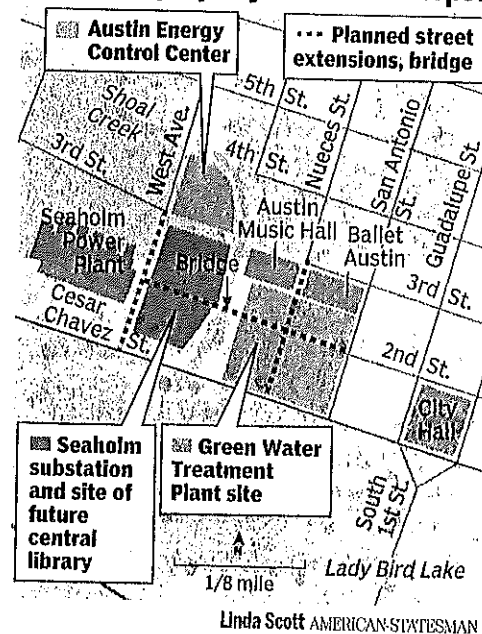 Austin Energy
Control Center
Planned street
extensions, bridge
Shoal
Creek
West Ave.
5th St.
4th St.
Nueces St.
San Antonio
St.
Guadalupe St.
3rd St.
Seaholm
Power
Plant
Bridge
Austin
Music Hall
Ballet
Austin
3rd
St.
Cesar
Chavez St.
2nd St.
City
Hall
Seaholm
substation
and site of
future
central
library
Green Water
Treatment
Plant site
South
1st St.
N
1/8 mile
Lady Bird Lake
Linda Scott AMERICAN-STATESMAN